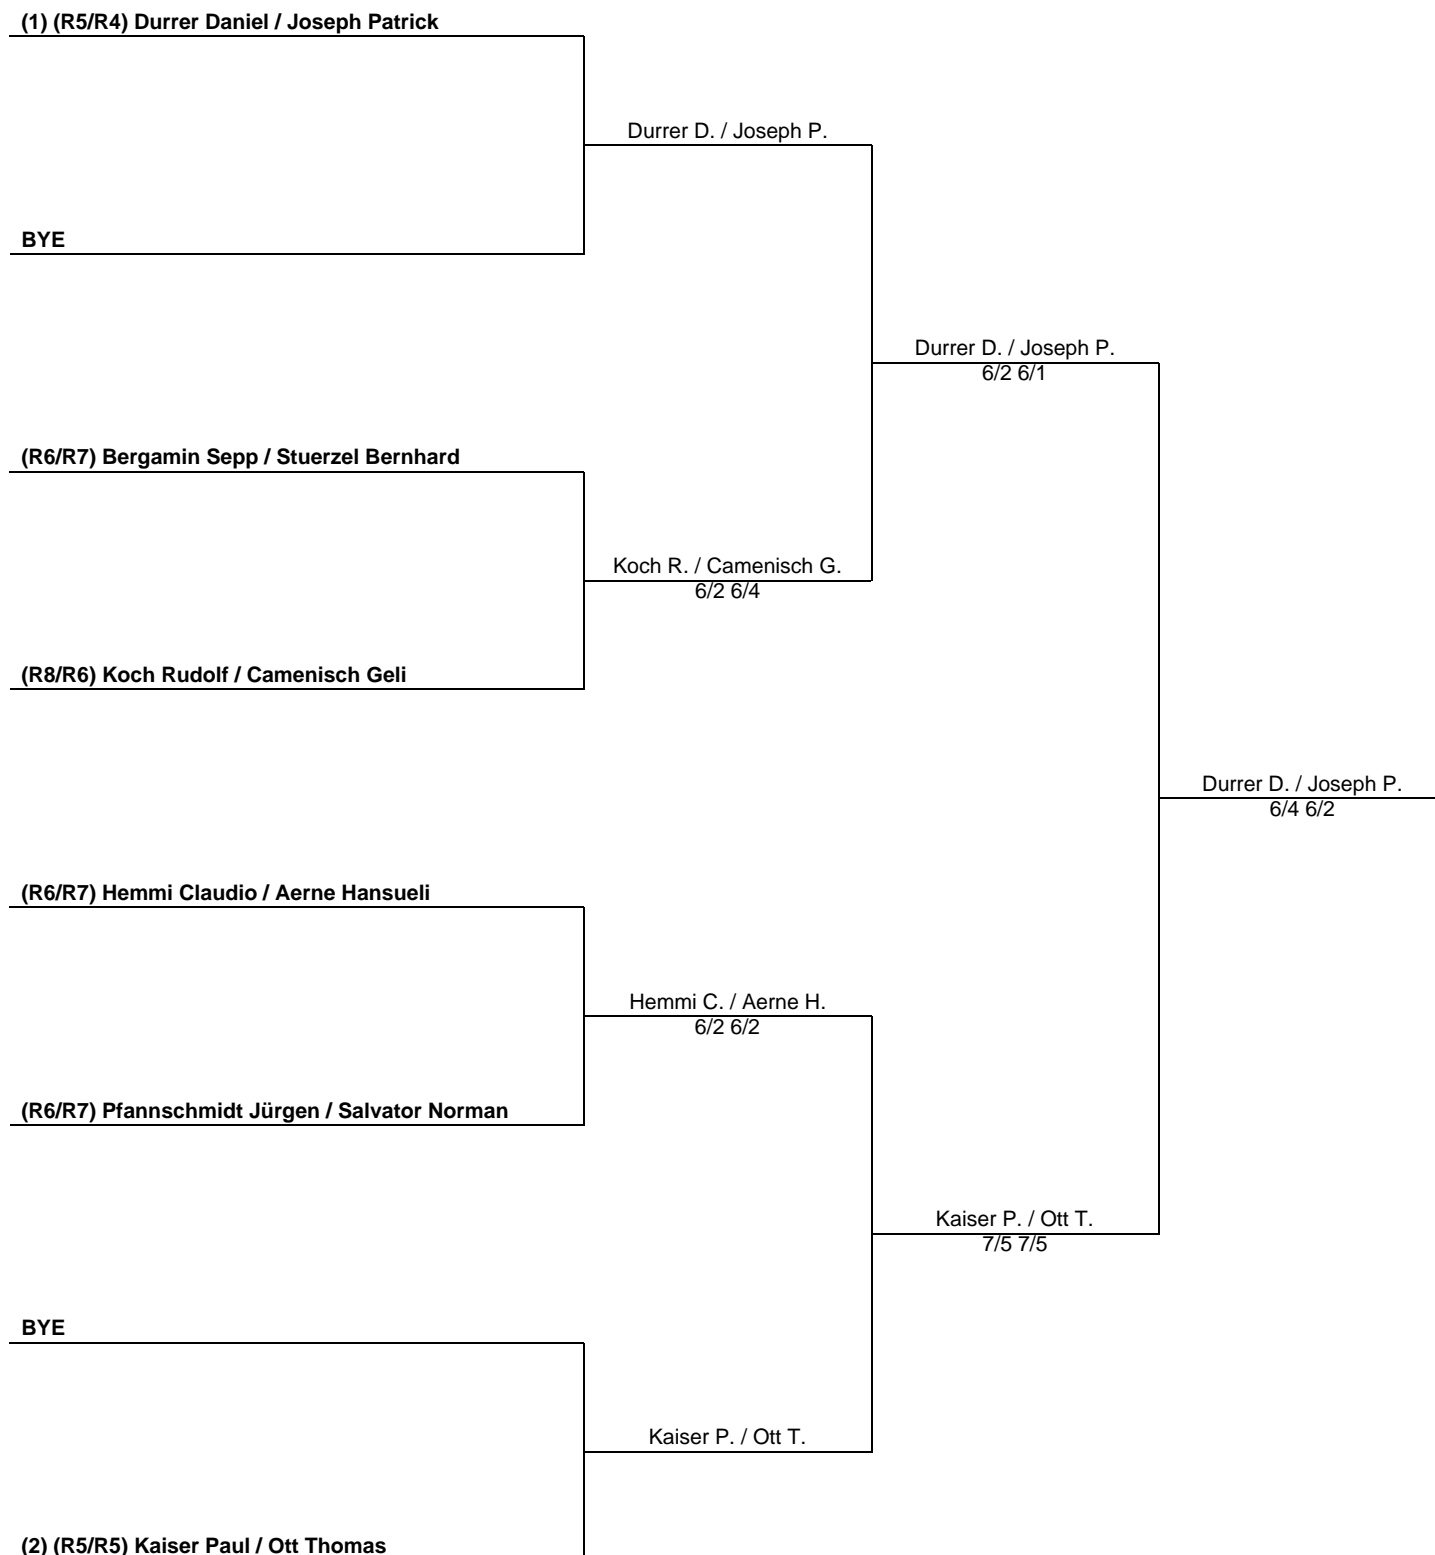 (1) (R5/R4) Durrer Daniel / Joseph Patrick
Durrer D. / Joseph P.
BYE
Durrer D. / Joseph P.
6/2 6/1
(R6/R7) Bergamin Sepp / Stuerzel Bernhard
Koch R. / Camenisch G.
6/2 6/4
(R8/R6) Koch Rudolf / Camenisch Geli
Durrer D. / Joseph P.
6/4 6/2
(R6/R7) Hemmi Claudio / Aerne Hansueli
Hemmi C. / Aerne H.
6/2 6/2
(R6/R7) Pfannschmidt Jürgen / Salvator Norman
Kaiser P. / Ott T.
7/5 7/5
BYE
Kaiser P. / Ott T.
(2) (R5/R5) Kaiser Paul / Ott Thomas